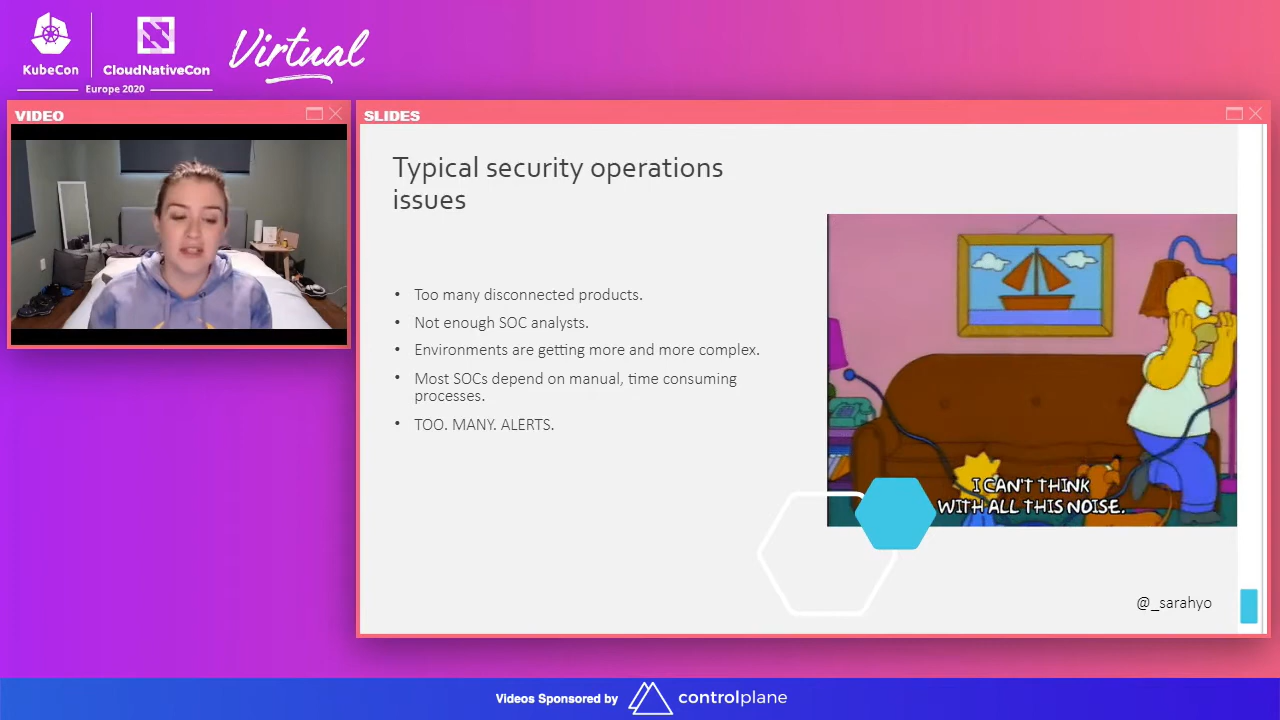 KubeCon
CloudNativeCon
Europe 2020
Virtual
VIDEO
SLIDES
Typical security operations
issues
• Too many disconnected products.
• Not enough SOC analysts.
• Environments are getting more and more complex.
• Most SOCs depend on manual, time consuming
processes.
• TOO. MANY. ALERTS.
I CAN'T THINK
WITH ALL THIS NOISE.
@_sarahyo
Videos Sponsored by
controlplane